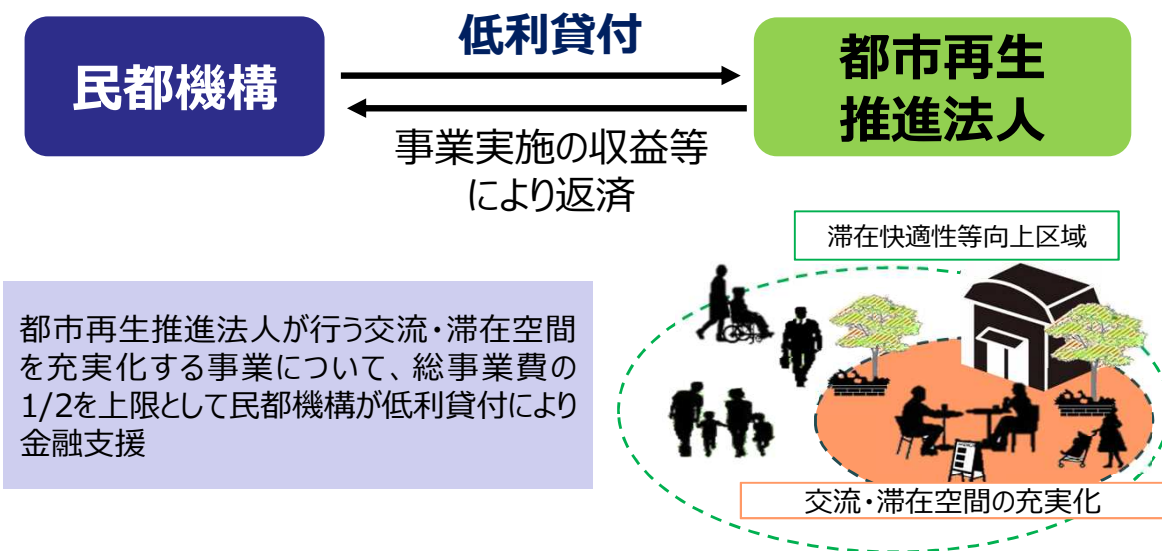 民都機構
低利貸付
都市再生
推進法人
事業実施の収益等
により返済
滞在快適性等向上区域
都市再生推進法人が行う交流・滞在空間
を充実化する事業について、総事業費の
1/2を上限として民都機構が低利貸付により
金融支援
交流・滞在空間の充実化